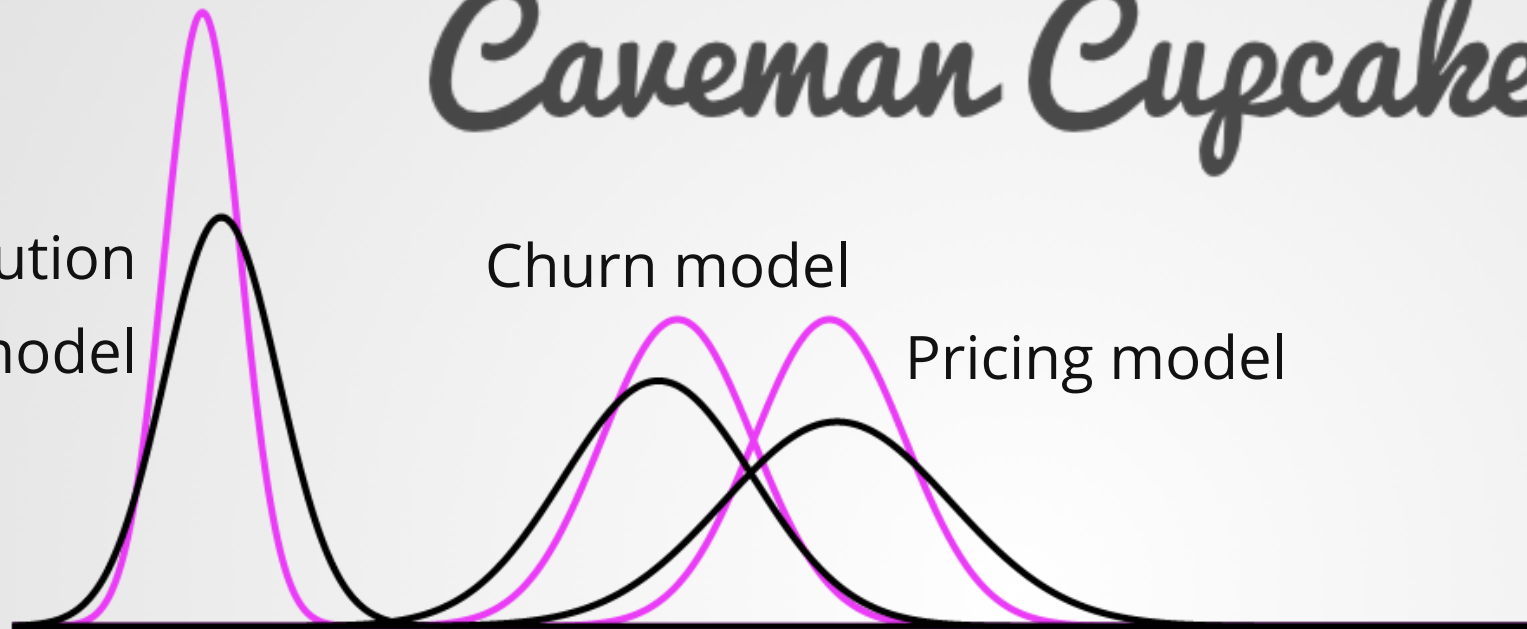 Caveman Cupcake
ution
Churn model
Pricing model
odel